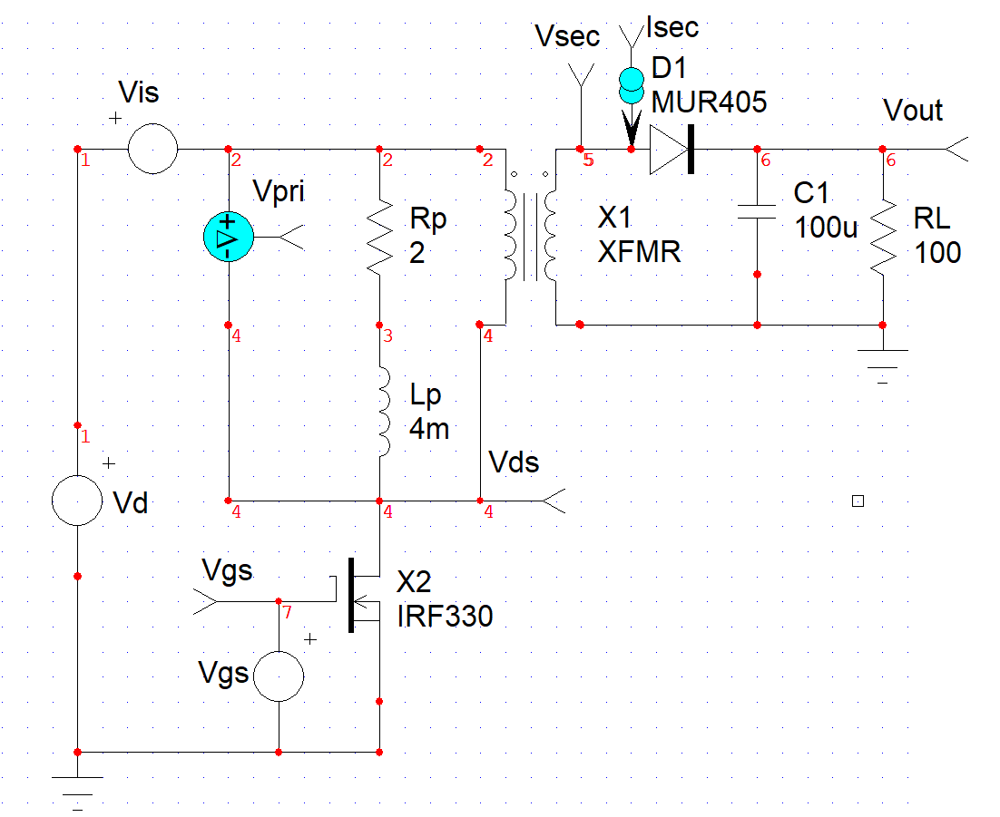 Isec
Vsec
D1
MUR405
Vis
+
Vout
1
2
2
2
5
6
6
Vpri
+
-
Rp
2
X1
XFMR
C1
100u
RL
100
4
3
4
Lp
4m
1
+
Vds
Vd
4
4
4
Vgs
X2
IRF330
7
+
Vgs